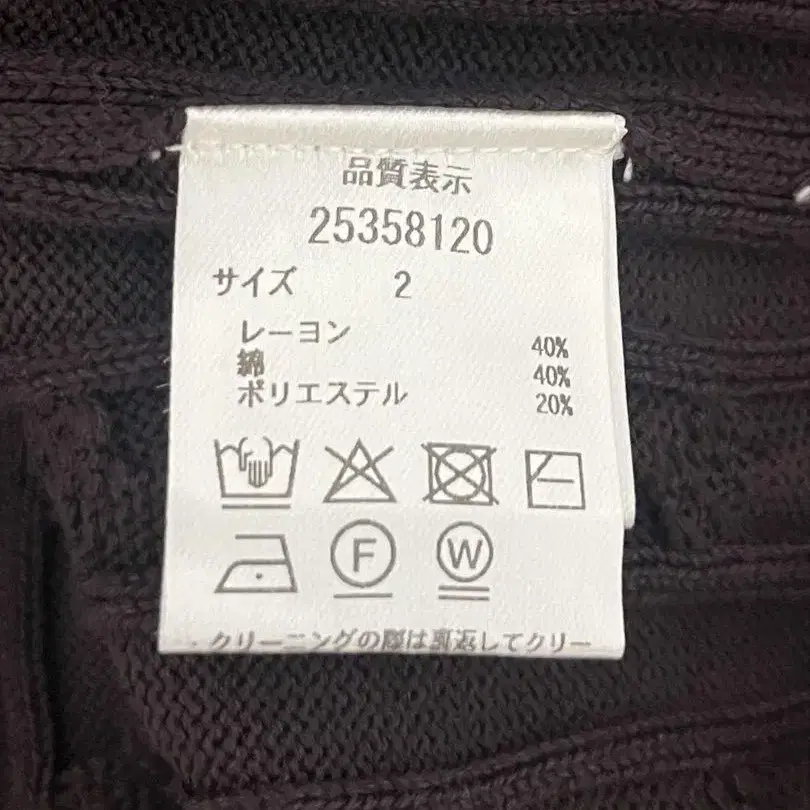 品質表示
25358120
サイズ 2
レーヨン 40%
綿 40%
ポリエステル 20%
F W
・クリーニングの際は裏返してクリー